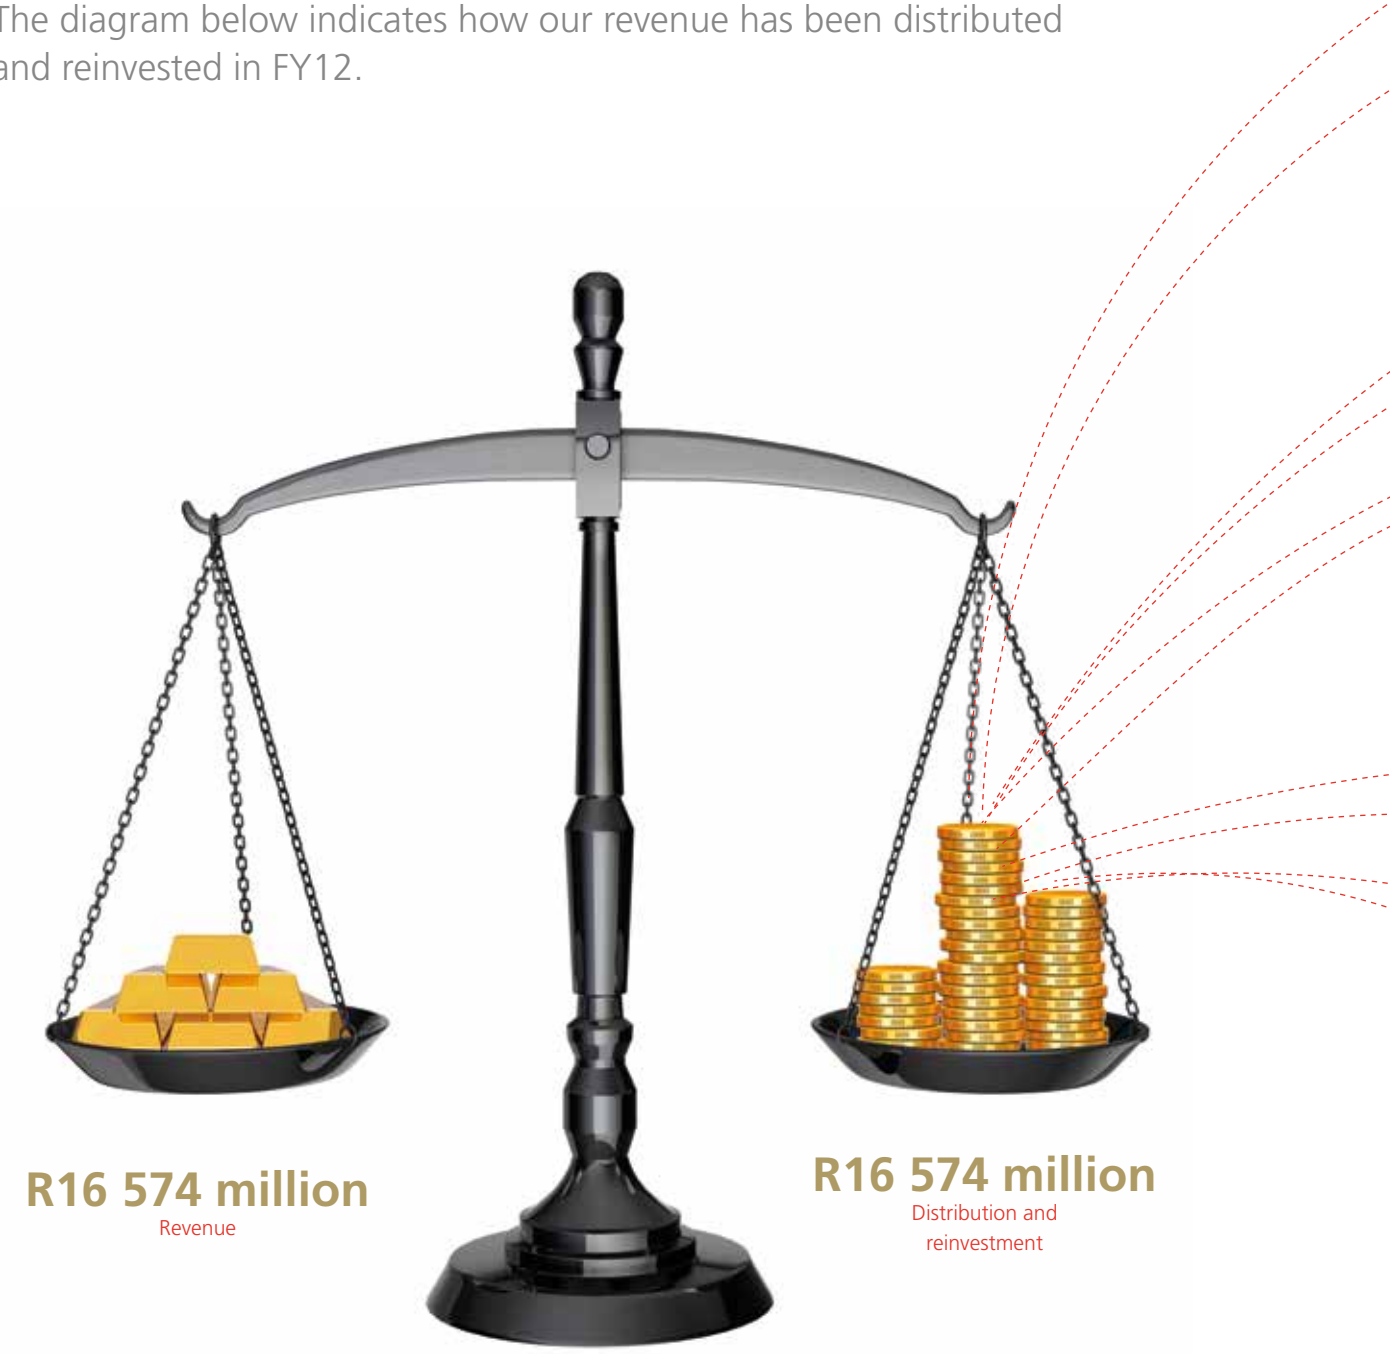 The diagram below indicates how our revenue has been distributed
and reinvested in FY12.
R16 574 million
Revenue
R16 574 million
Distribution and
reinvestment